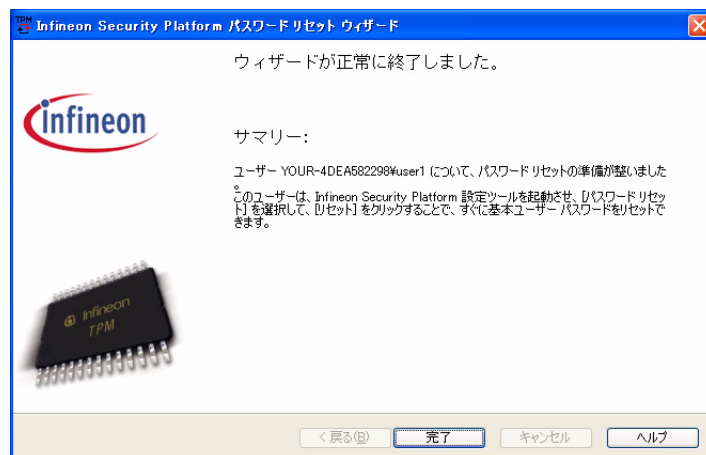 TPM Infineon Security Platform パスワード リセット ウィザード
ウィザードが正常に終了しました。
infineon
サマリー:
ユーザー YOUR-4DEA582298¥user1 について、パスワード リセットの準備が整いました
。
このユーザーは、Infineon Security Platform 設定ツールを起動させ、[パスワード リセッ
ト] を選択して、[リセット] をクリックすることで、すぐに基本ユーザー パスワードをリセットで
きます。
infineon
TPM
< 戻る(B)
完了
キャンセル
ヘルプ